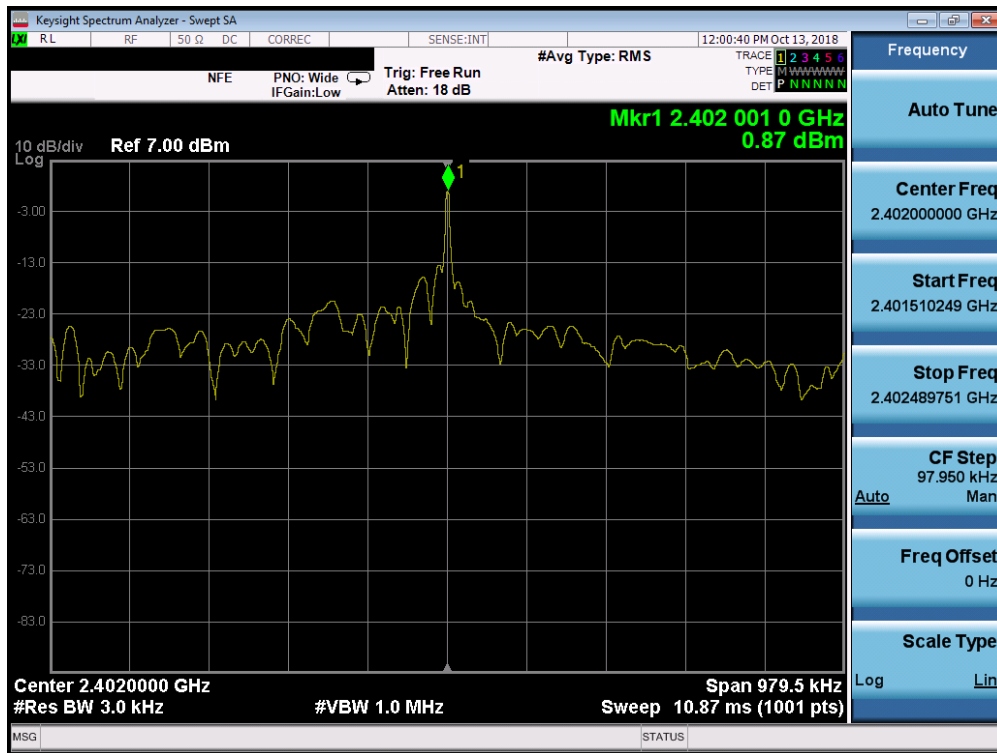 Keysight Spectrum Analyzer - Swept SA
LXI RL RF 50 Ω DC CORREC SENSE:INT 12:00:40 PM Oct 13, 2018
NFE PNO: Wide Trig: Free Run #Avg Type: RMS TRACE 1 2 3 4 5 6
IFGain:Low Atten: 18 dB TYPE M WWWWW
DET P N N N N N
Mkr1 2.402 001 0 GHz
0.87 dBm
10 dB/div Ref 7.00 dBm
Log
1
-3.00
-13.0
-23.0
-33.0
-43.0
-53.0
-63.0
-73.0
-83.0
Center 2.4020000 GHz Span 979.5 kHz
#Res BW 3.0 kHz #VBW 1.0 MHz Sweep 10.87 ms (1001 pts)
MSG STATUS
Frequency
Auto Tune
Center Freq
2.402000000 GHz
Start Freq
2.401510249 GHz
Stop Freq
2.402489751 GHz
CF Step
97.950 kHz
Auto Man
Freq Offset
0 Hz
Scale Type
Log Lin